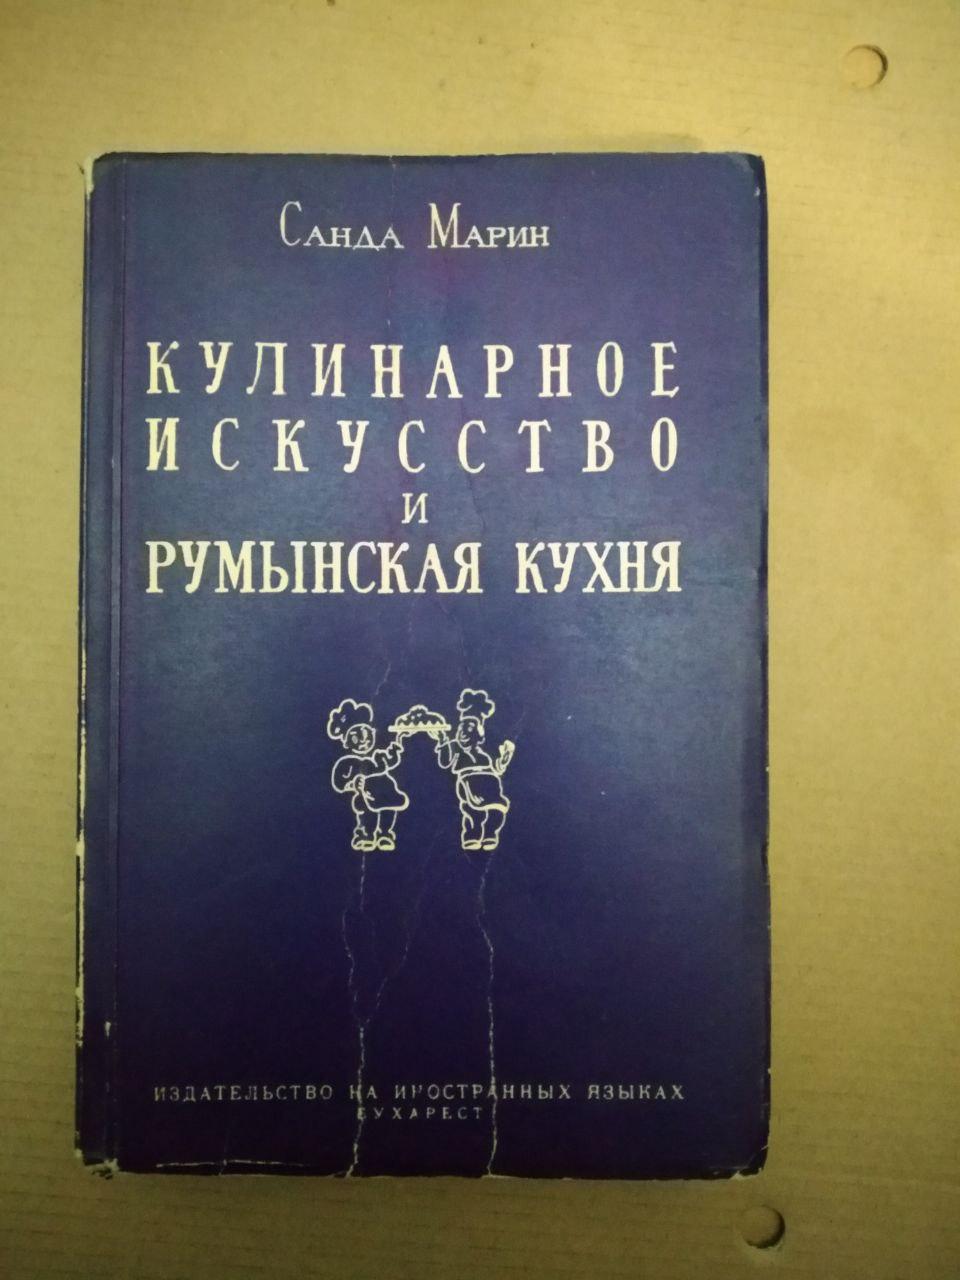 Санда Марин
КУЛИНАРНОЕ
ИСКУССТВО
И
РУМЫНСКАЯ КУХНЯ
ИЗДАТЕЛЬСТВО НА ИНОСТРАННЫХ ЯЗЫКАХ
БУХАРЕСТ